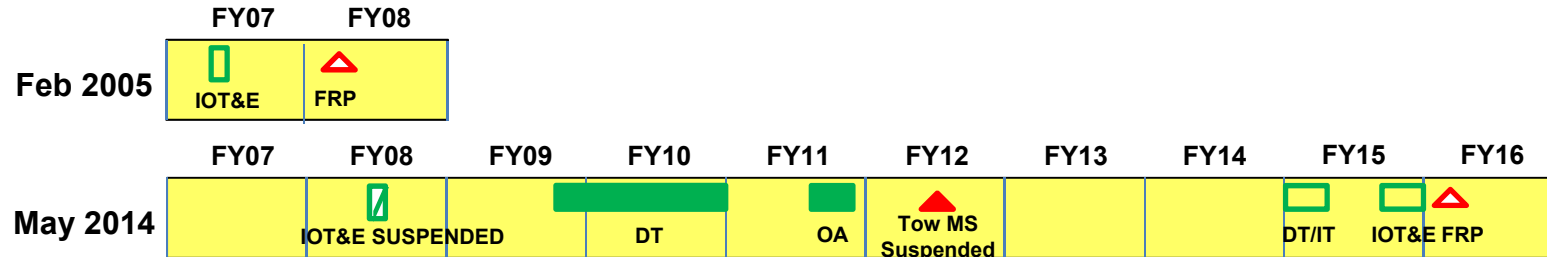 FY07 FY08
Feb 2005
IOT&E FRP
FY07 FY08 FY09 FY10 FY11 FY12 FY13 FY14 FY15 FY16
May 2014
IOT&E SUSPENDED DT OA Tow MS Suspended DT/IT IOT&E FRP